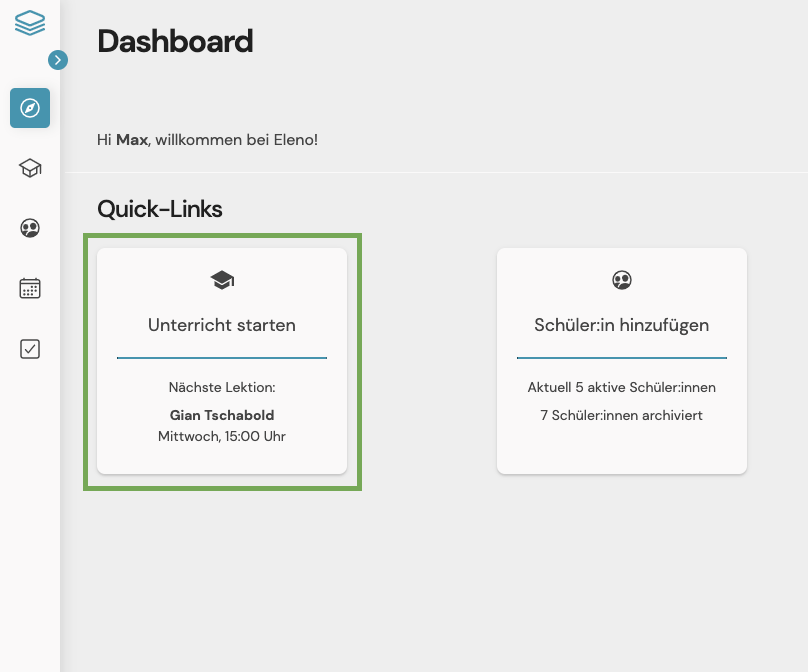 Dashboard
Hi Max, willkommen bei Eleno!
Quick-Links
Unterricht starten
Nächste Lektion:
Gian Tschabold
Mittwoch, 15:00 Uhr
Schüler:in hinzufügen
Aktuell 5 aktive Schüler:innen
7 Schüler:innen archiviert